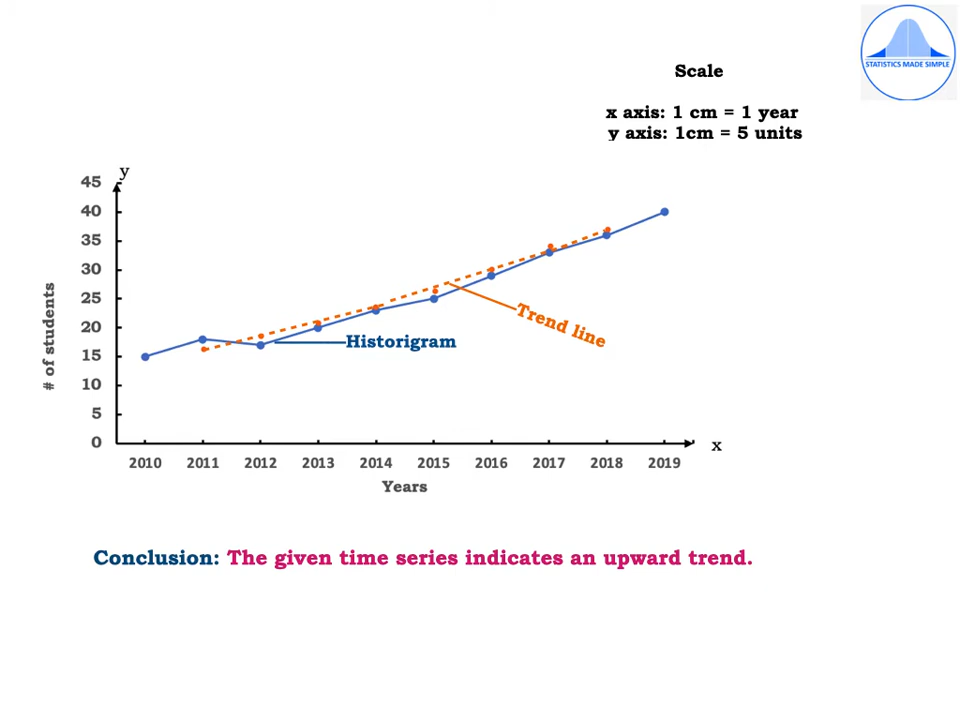 STATISTICS MADE SIMPLE
Scale
x axis: 1 cm = 1 year
y axis: 1cm = 5 units
y
45
40
35
30
25
20
15
10
5
0
# of students
Trend line
Historigram
x
2010 2011 2012 2013 2014 2015 2016 2017 2018 2019
Years
Conclusion: The given time series indicates an upward trend.